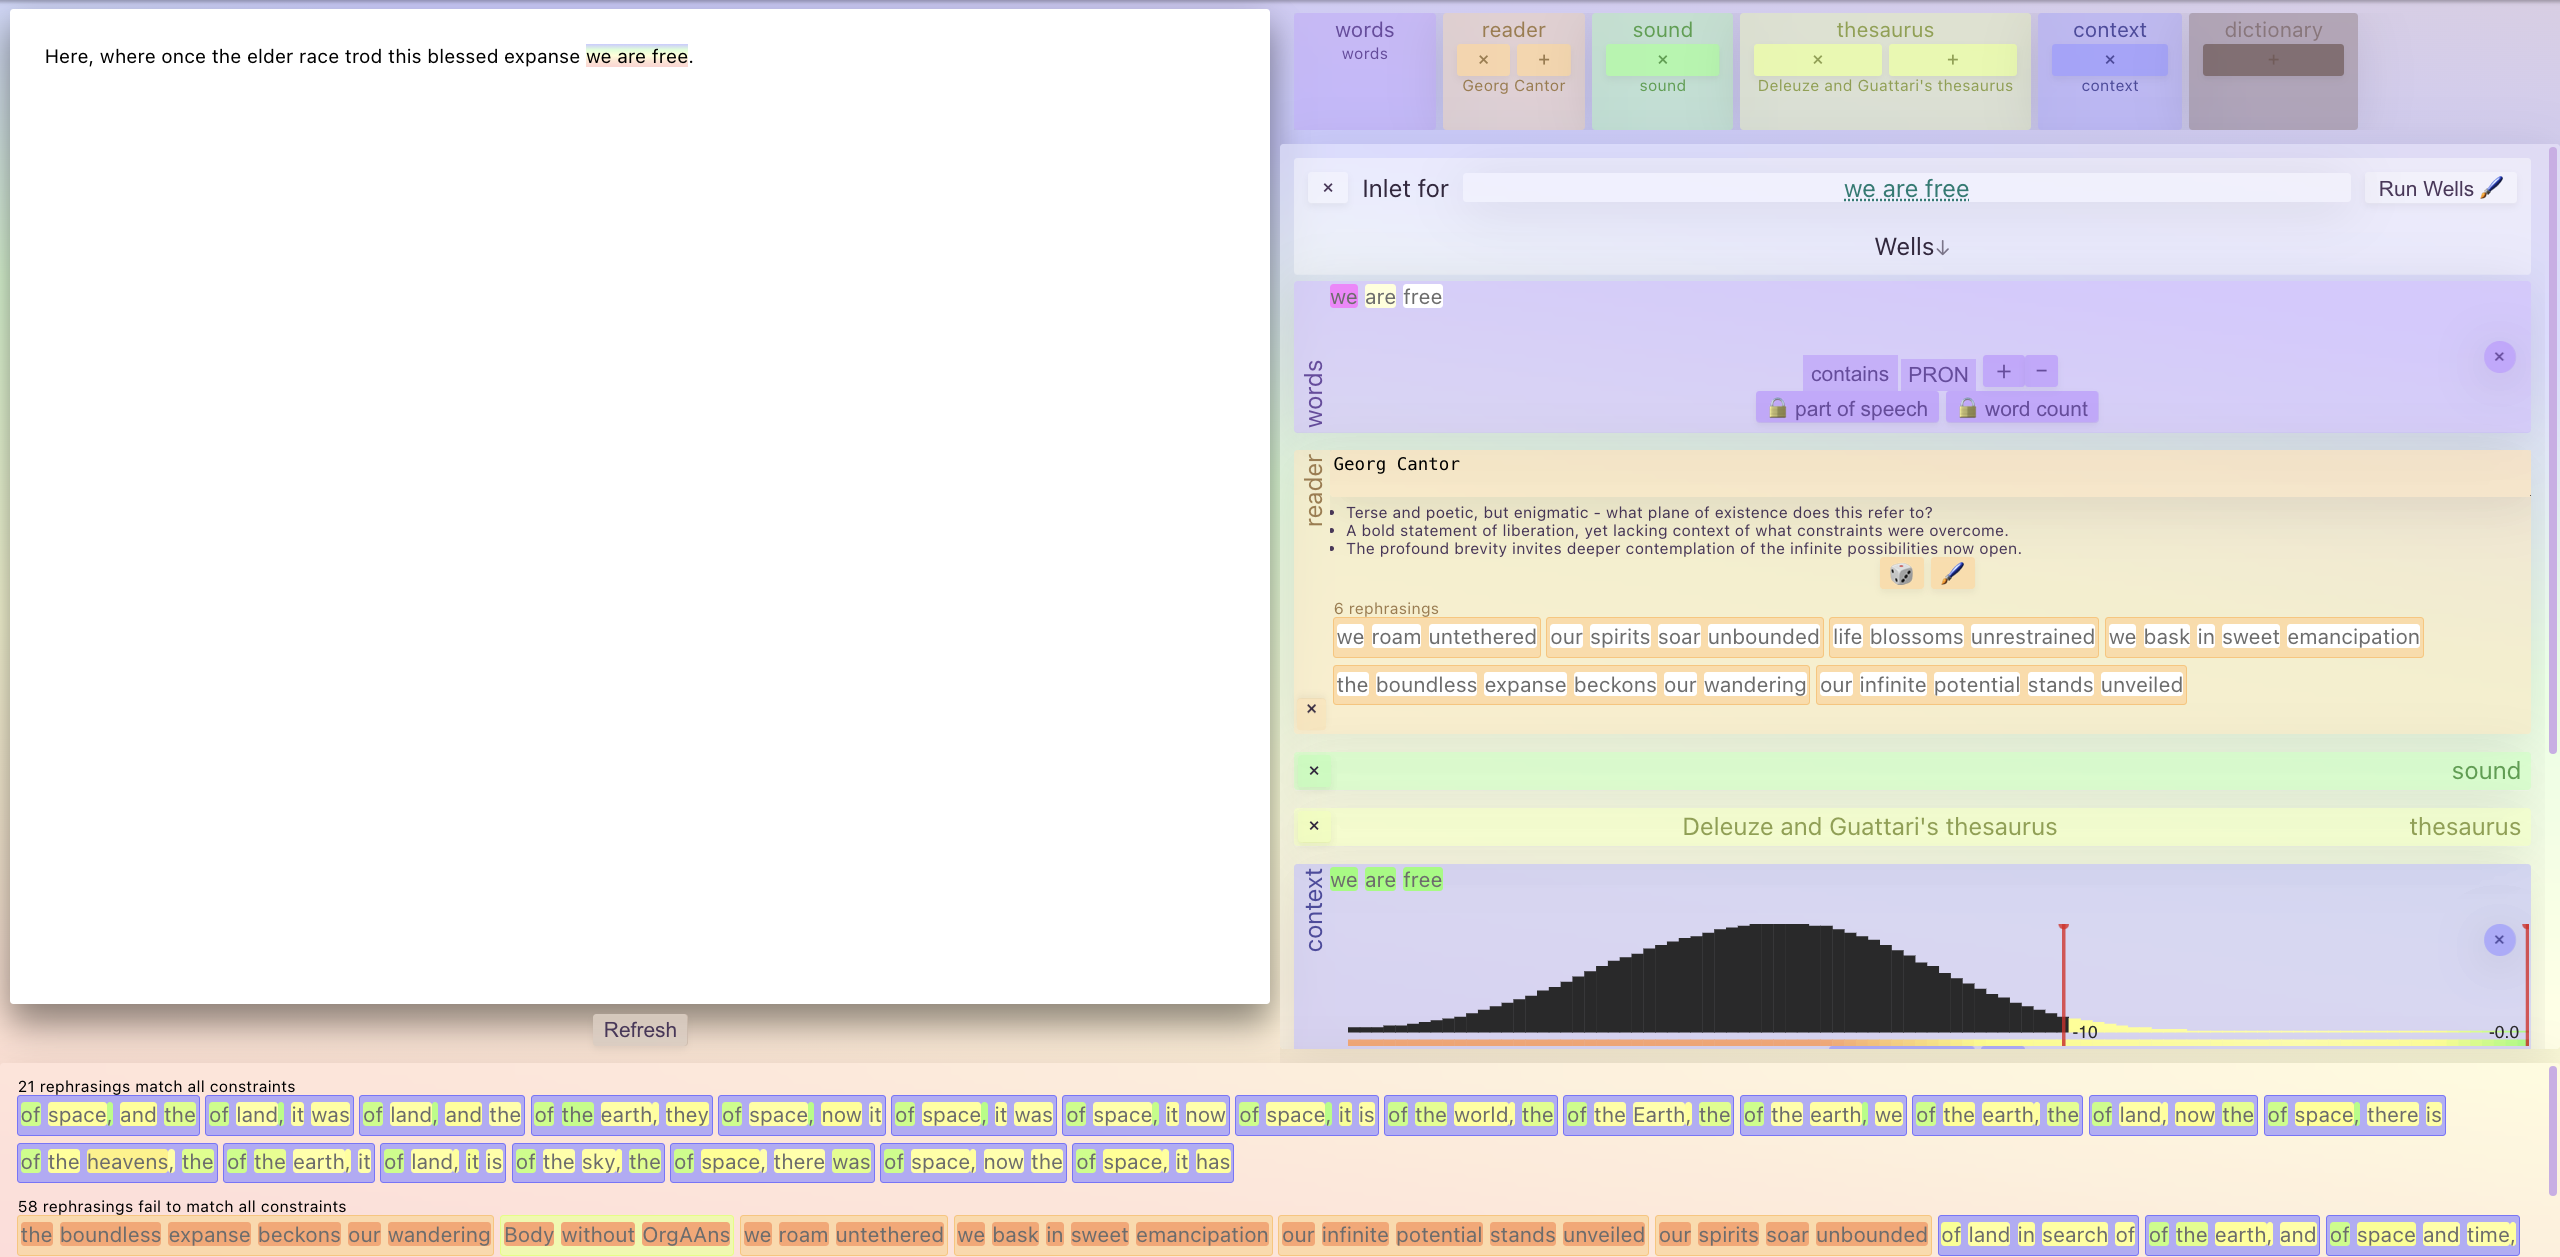 Here, where once the elder race trod this blessed expanse we are free.
Refresh
words
words
reader
× +
Georg Cantor
sound
×
sound
thesaurus
× +
Deleuze and Guattari's thesaurus
context
×
context
dictionary
+
× Inlet for we are free Run Wells 🖌
Wells↓
words
we are free
×
contains PRON + −
🔒 part of speech 🔒 word count
reader
Georg Cantor
• Terse and poetic, but enigmatic - what plane of existence does this refer to?
• A bold statement of liberation, yet lacking context of what constraints were overcome.
• The profound brevity invites deeper contemplation of the infinite possibilities now open.
🎲 🖌
6 rephrasings
we roam untethered our spirits soar unbounded life blossoms unrestrained we bask in sweet emancipation
the boundless expanse beckons our wandering our infinite potential stands unveiled
×
× sound
× Deleuze and Guattari's thesaurus thesaurus
context
we are free
×
-10 -0.0
21 rephrasings match all constraints
of space, and the of land, it was of land, and the of the earth, they of space, now it of space, it was of space, it now of space, it is of the world, the of the Earth, the of the earth, we of the earth, the of land, now the of space, there is
of the heavens, the of the earth, it of land, it is of the sky, the of space, there was of space, now the of space, it has
58 rephrasings fail to match all constraints
the boundless expanse beckons our wandering Body without OrgAAns we roam untethered we bask in sweet emancipation our infinite potential stands unveiled our spirits soar unbounded of land in search of of the earth, and of space and time,